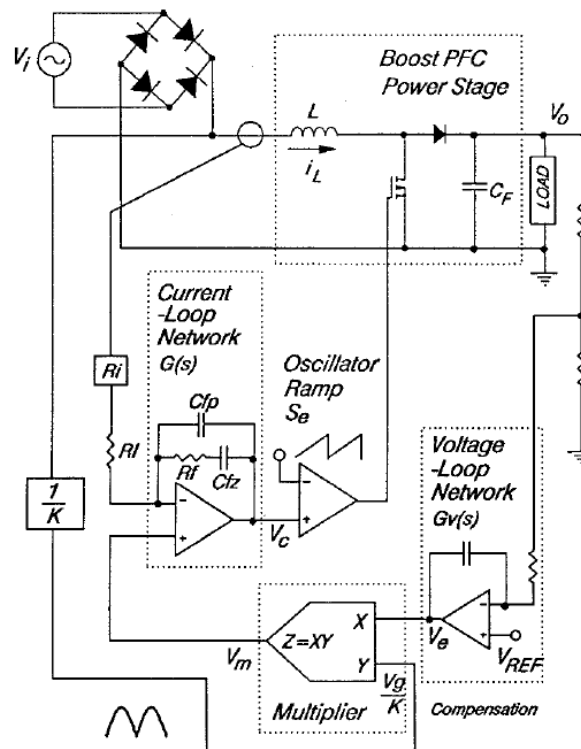 Vi
Boost PFC
Power Stage
Vo
L
iL
CF
LOAD
Current
-Loop
Network
G(s)
Oscillator
Ramp
Se
Ri
Cfp
Rl
Rf
Cfz
1
K
Vc
Voltage
-Loop
Network
Gv(s)
Z=XY
X
Y
Vm
Ve
VREF
Vg
K
Multiplier
Compensation